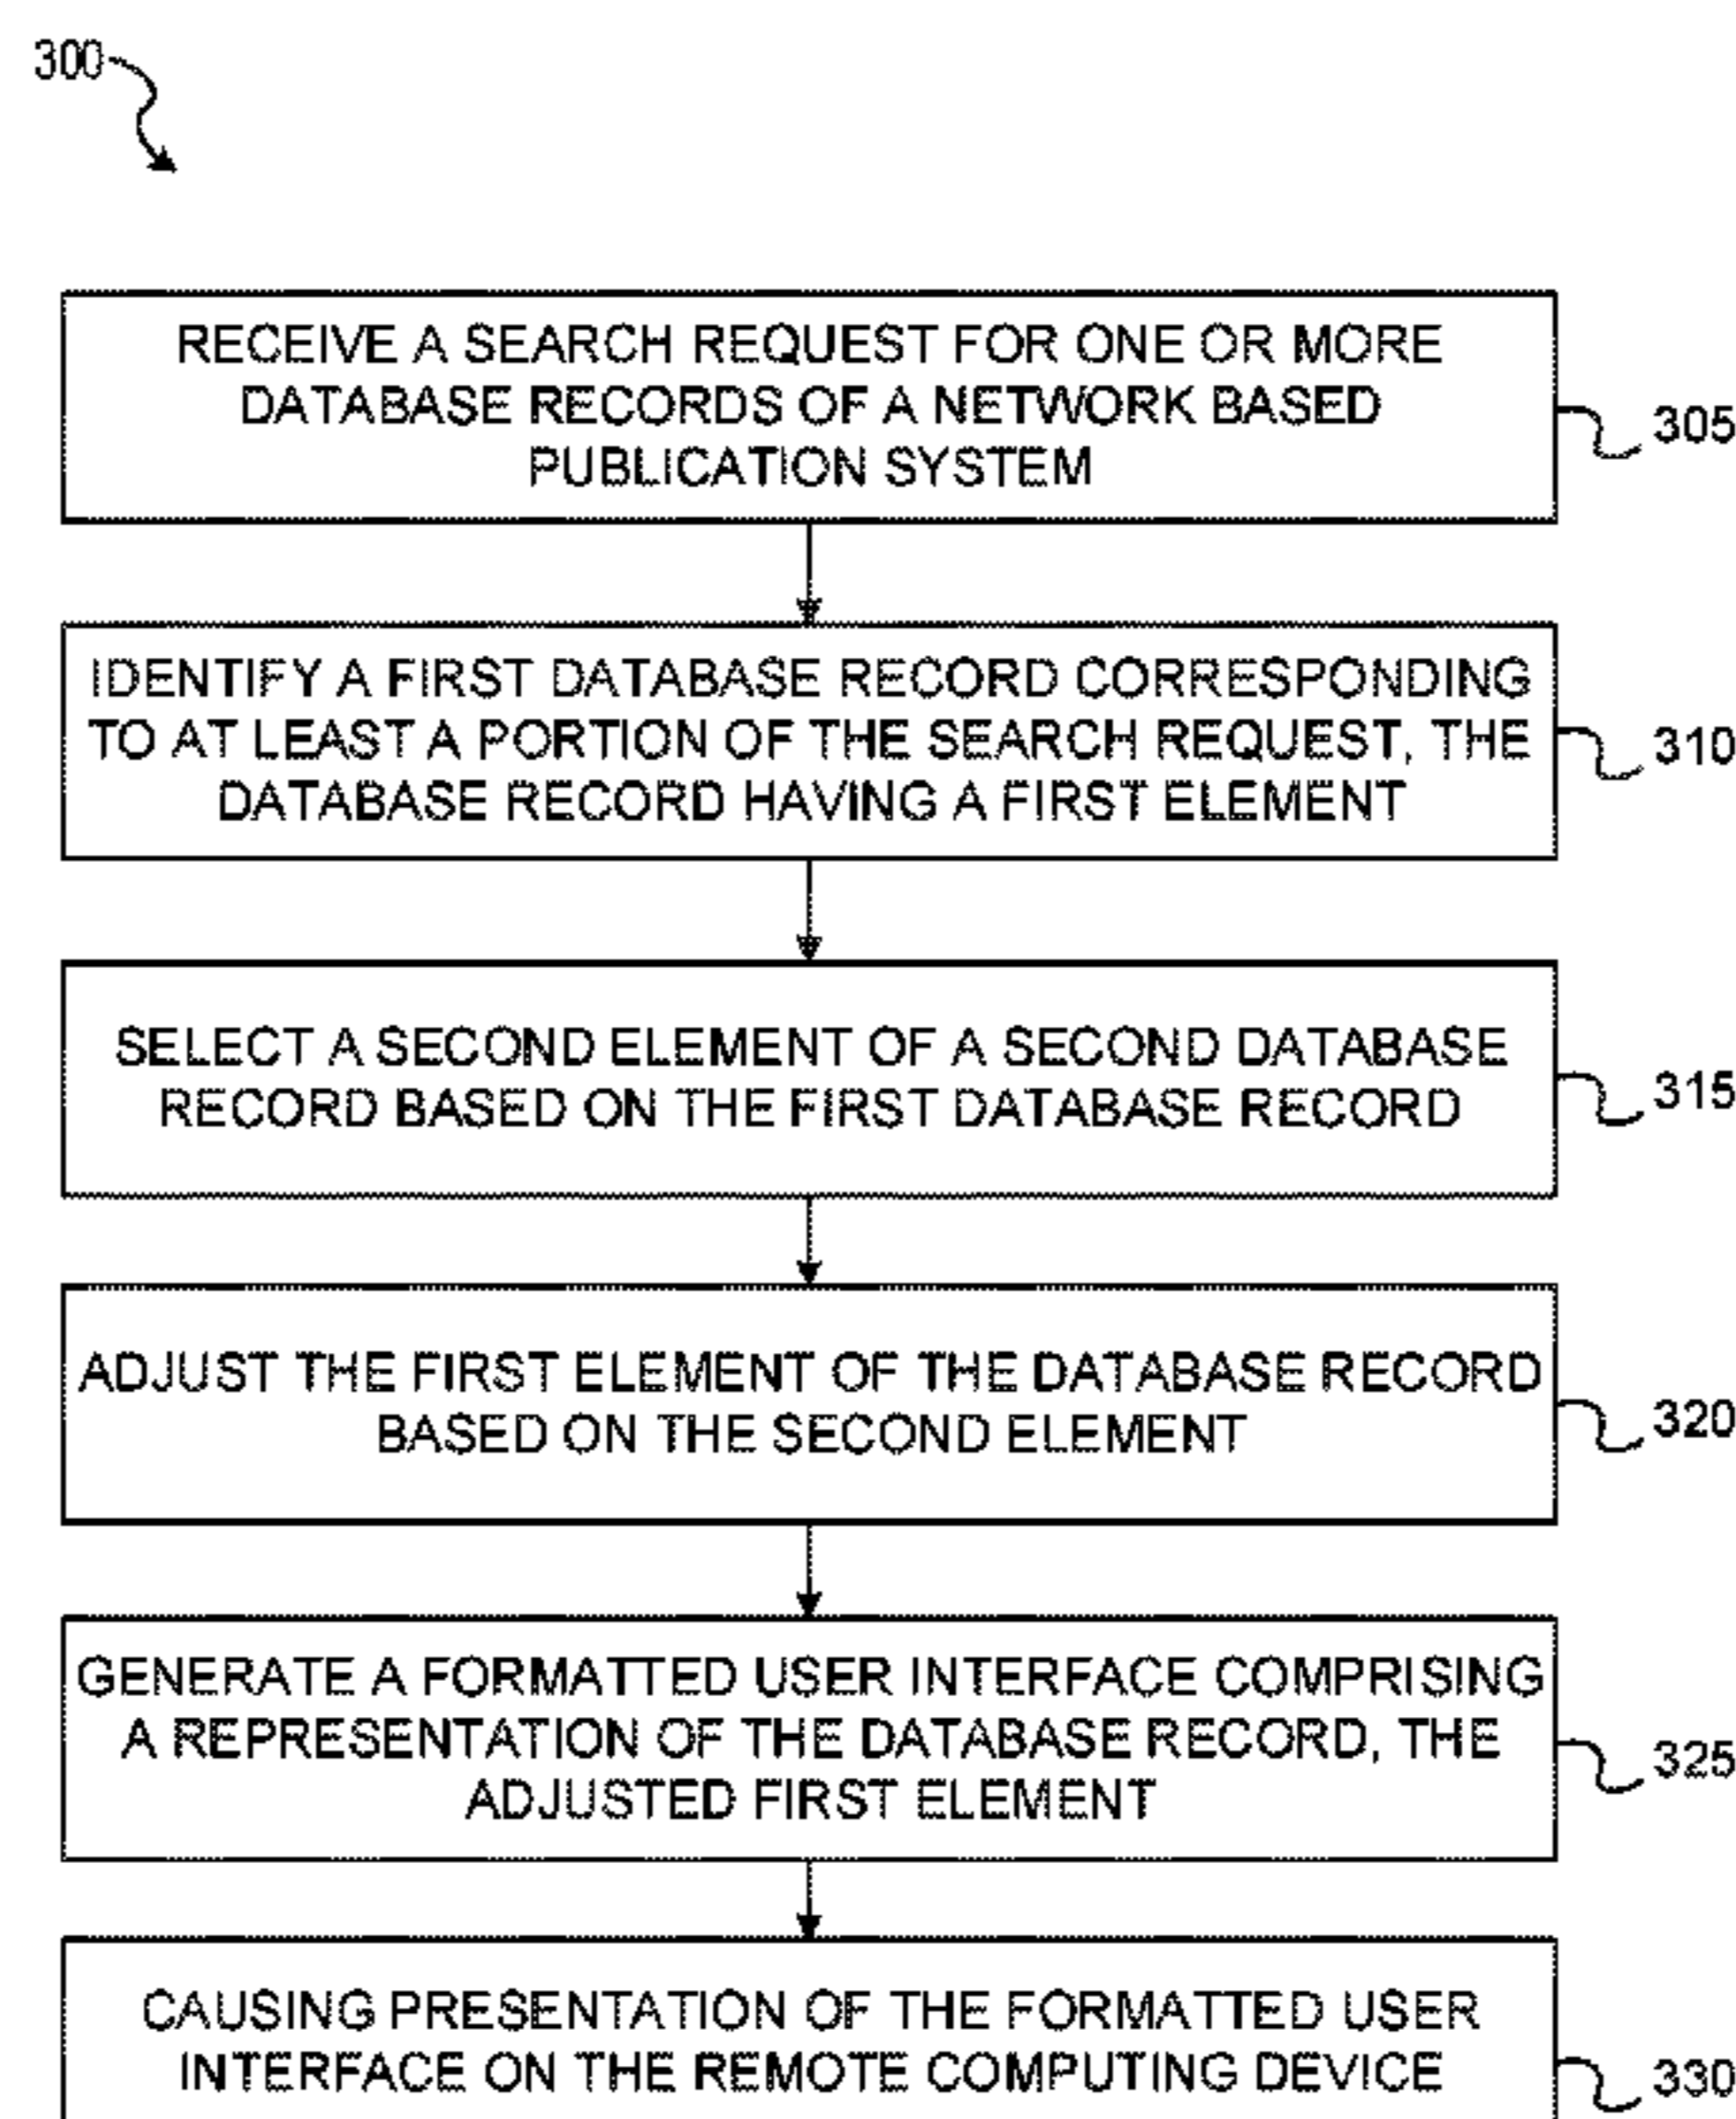 300
RECEIVE A SEARCH REQUEST FOR ONE OR MORE
DATABASE RECORDS OF A NETWORK BASED
PUBLICATION SYSTEM
305
IDENTIFY A FIRST DATABASE RECORD CORRESPONDING
TO AT LEAST A PORTION OF THE SEARCH REQUEST, THE
DATABASE RECORD HAVING A FIRST ELEMENT
310
SELECT A SECOND ELEMENT OF A SECOND DATABASE
RECORD BASED ON THE FIRST DATABASE RECORD
315
ADJUST THE FIRST ELEMENT OF THE DATABASE RECORD
BASED ON THE SECOND ELEMENT
320
GENERATE A FORMATTED USER INTERFACE COMPRISING
A REPRESENTATION OF THE DATABASE RECORD, THE
ADJUSTED FIRST ELEMENT
325
CAUSING PRESENTATION OF THE FORMATTED USER
INTERFACE ON THE REMOTE COMPUTING DEVICE
330